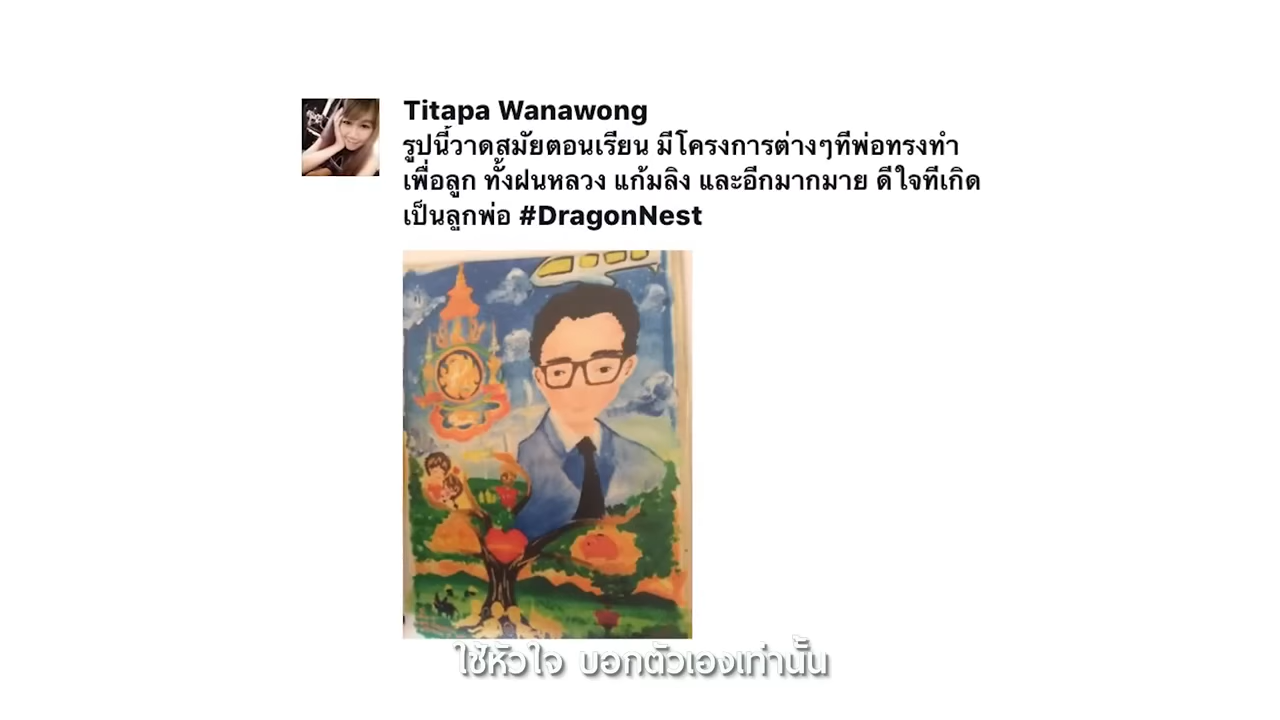 Titapa Wanawong
รูปนี้วาดสมัยตอนเรียน มีโครงการต่างๆที่พ่อทรงทำ
เพื่อลูก ทั้งฝนหลวง แก้มลิง และอีกมากมาย ดีใจที่เกิด
เป็นลูกพ่อ #DragonNest
ใช้หัวใจ บอกตัวเองเท่านั้น